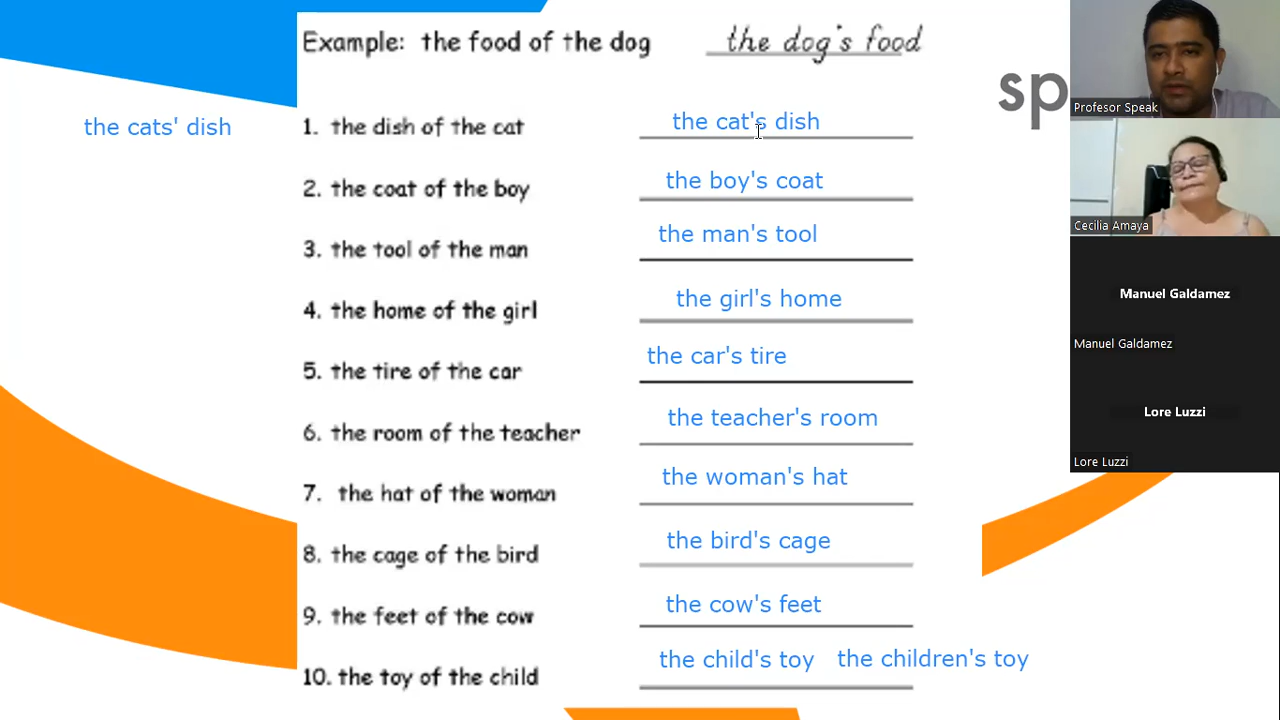 Example: the food of the dog the dog's food
sp
the cats' dish
1. the dish of the cat the cat's dish
2. the coat of the boy the boy's coat
3. the tool of the man the man's tool
4. the home of the girl the girl's home
5. the tire of the car the car's tire
6. the room of the teacher the teacher's room
7. the hat of the woman the woman's hat
8. the cage of the bird the bird's cage
9. the feet of the cow the cow's feet
10. the toy of the child the child's toy the children's toy
Profesor Speak
Cecilia Amaya
Manuel Galdamez
Manuel Galdamez
Lore Luzzi
Lore Luzzi